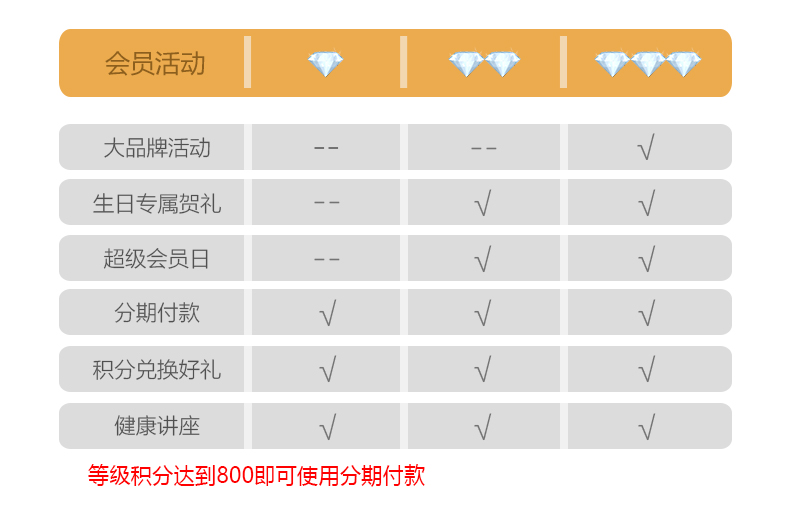 会员活动
大品牌活动 -- -- √
生日专属贺礼 -- √ √
超级会员日 -- √ √
分期付款 √ √ √
积分兑换好礼 √ √ √
健康讲座 √ √ √
等级积分达到800即可使用分期付款